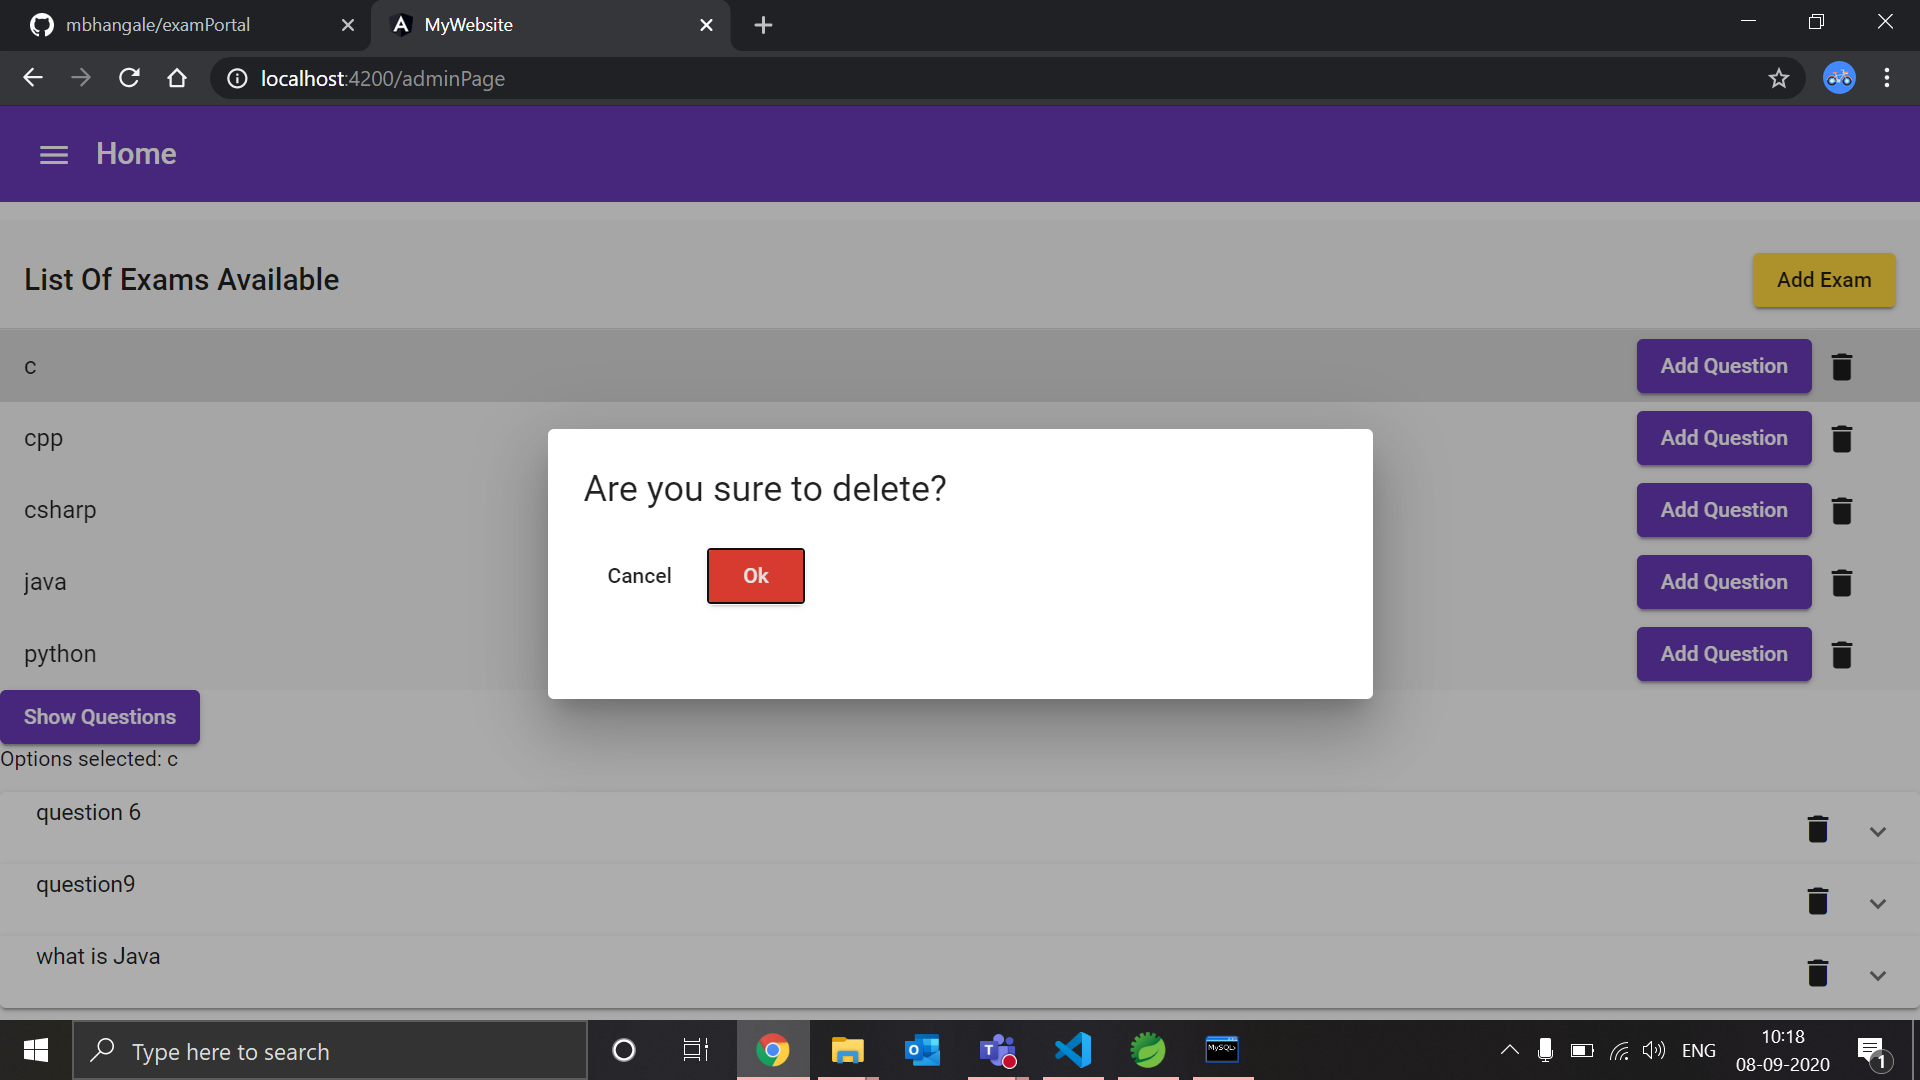 mbhangale/examPortal
MyWebsite
localhost:4200/adminPage
Home
List Of Exams Available
Add Exam
c
Add Question
cpp
Add Question
csharp
Add Question
java
Add Question
python
Add Question
Are you sure to delete?
Cancel
Ok
Show Questions
Options selected: c
question 6
question9
what is Java
Type here to search
MySQL>
ENG
10:18
08-09-2020
1